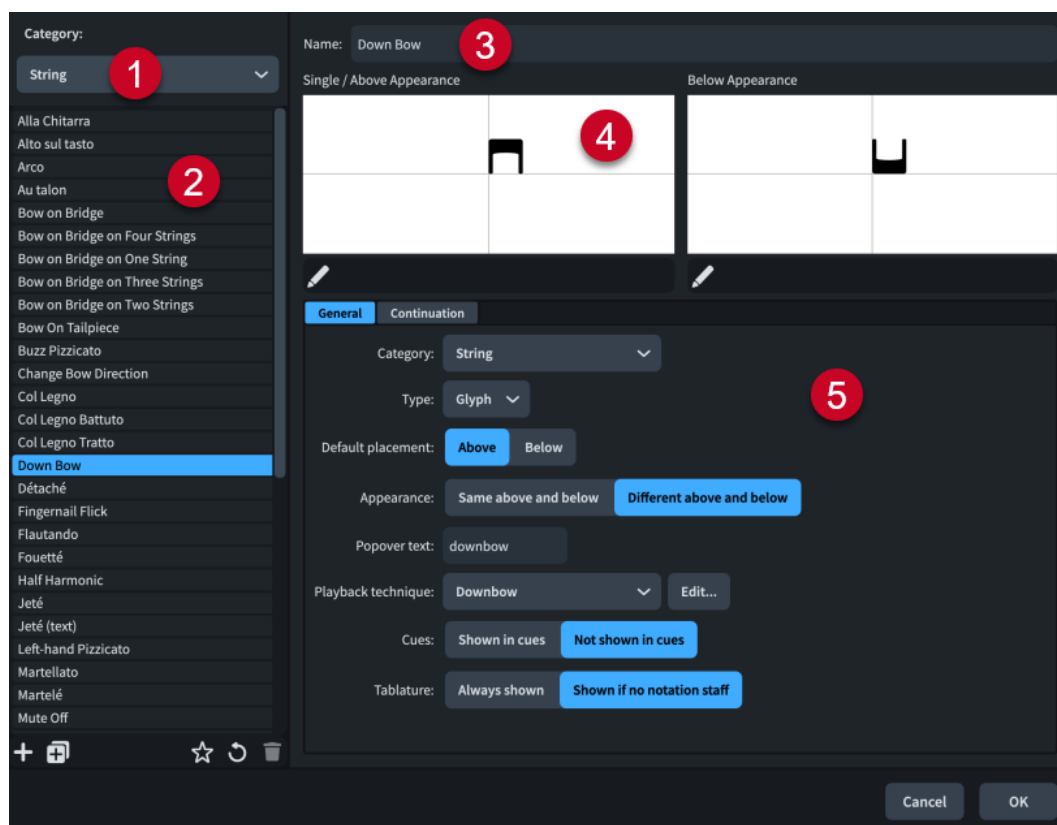 Category:
String
1
Alla Chitarra
Alto sul tasto
Arco
Au talon
2
Bow on Bridge
Bow on Bridge on Four Strings
Bow on Bridge on One String
Bow on Bridge on Three Strings
Bow on Bridge on Two Strings
Bow On Tailpiece
Buzz Pizzicato
Change Bow Direction
Col Legno
Col Legno Battuto
Col Legno Tratto
Down Bow
Détaché
Fingernail Flick
Flautando
Fouetté
Half Harmonic
Jeté
Jeté (text)
Left-hand Pizzicato
Martellato
Martelé
Mute Off
Name: Down Bow
3
Single / Above Appearance
Below Appearance
4
General Continuation
Category: String
5
Type: Glyph
Default placement: Above Below
Appearance: Same above and below Different above and below
Popover text: downbow
Playback technique: Downbow Edit...
Cues: Shown in cues Not shown in cues
Tablature: Always shown Shown if no notation staff
Cancel OK